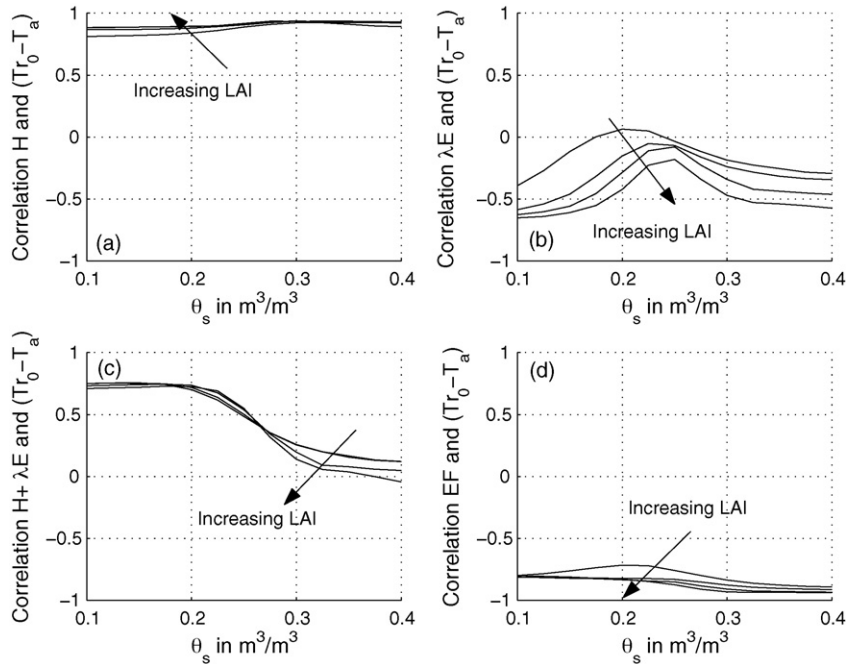 Correlation H and (Tr₀−Tₐ)
1
0.5
0
−0.5
−1
Increasing LAI
(a)
0.1 0.2 0.3 0.4
θₛ in m³/m³
Correlation λE and (Tr₀−Tₐ)
1
0.5
0
−0.5
−1
Increasing LAI
(b)
0.1 0.2 0.3 0.4
θₛ in m³/m³
Correlation H+ λE and (Tr₀−Tₐ)
1
0.5
0
−0.5
−1
(c)
Increasing LAI
0.1 0.2 0.3 0.4
θₛ in m³/m³
Correlation EF and (Tr₀−Tₐ)
1
0.5
0
−0.5
−1
(d)
Increasing LAI
0.1 0.2 0.3 0.4
θₛ in m³/m³